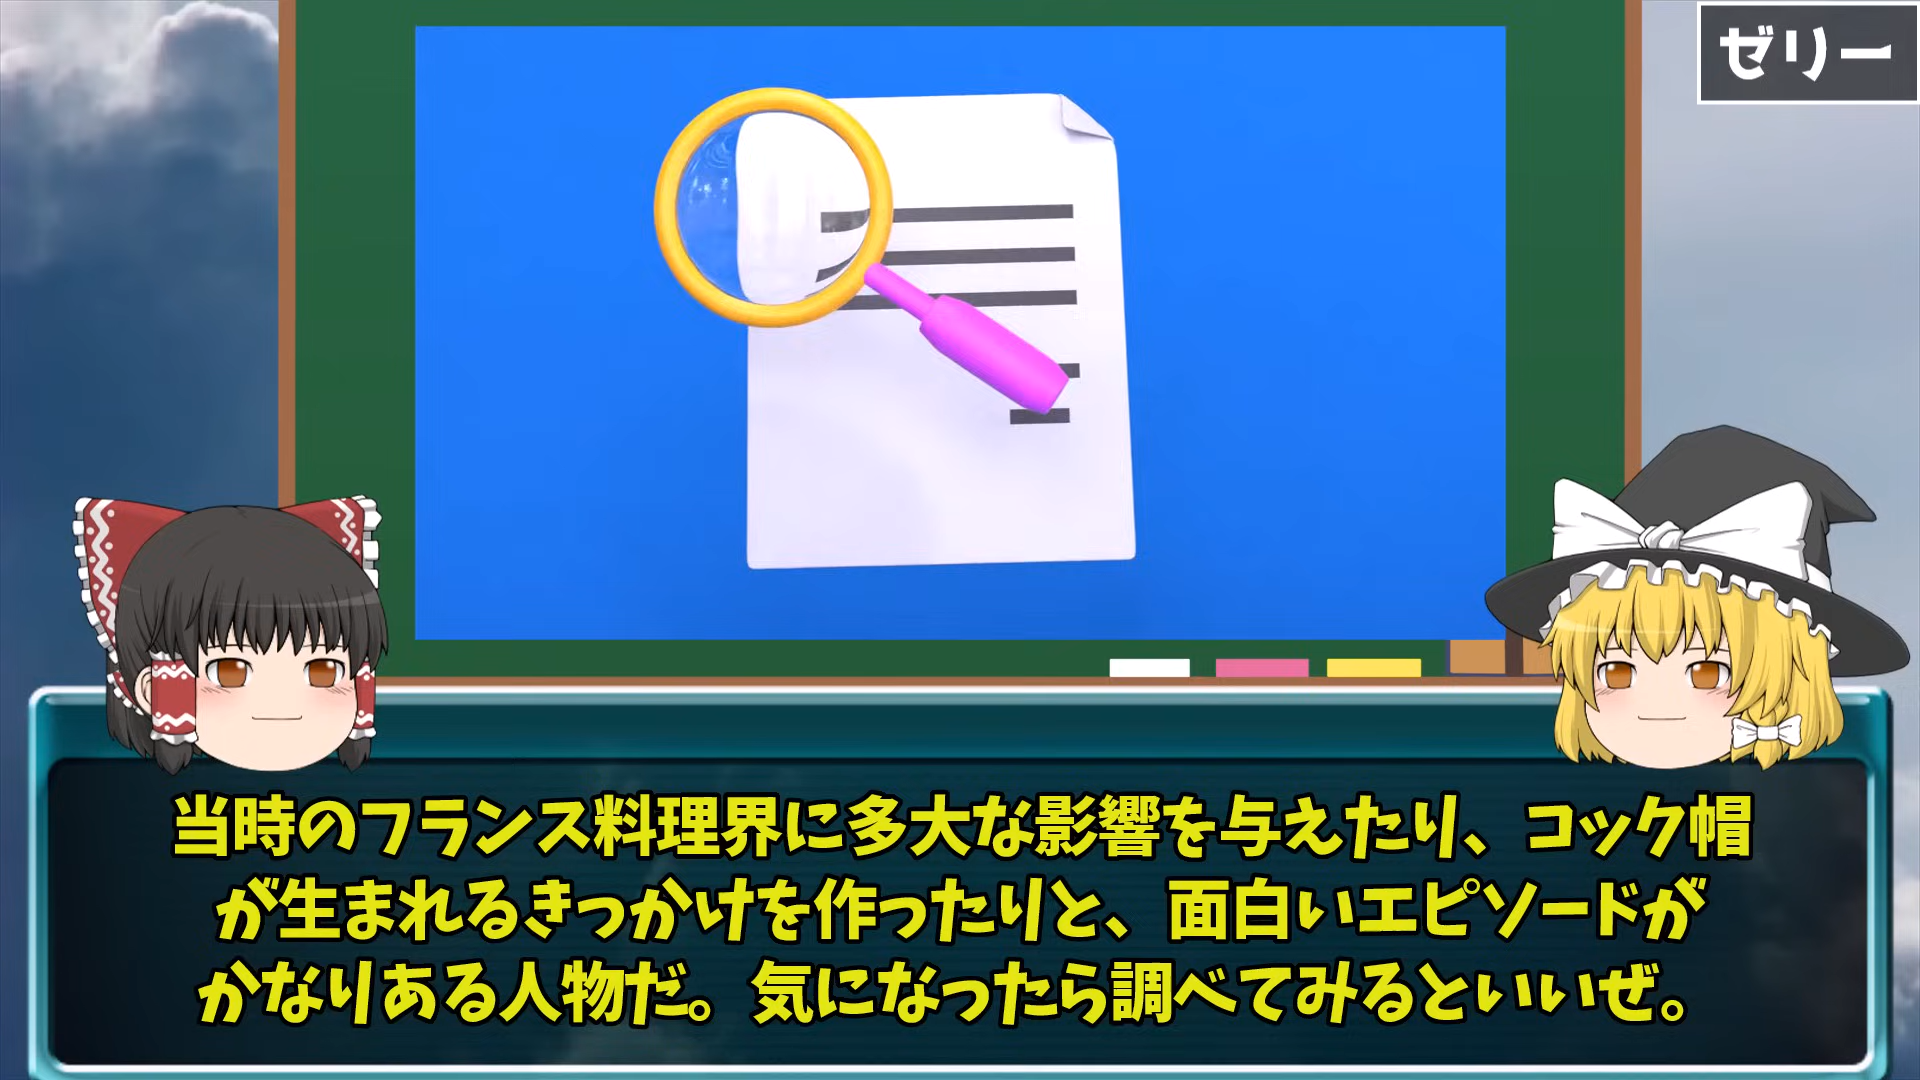 ゼリー
当時のフランス料理界に多大な影響を与えたり、コック帽
が生まれるきっかけを作ったりと、面白いエピソードが
かなりある人物だ。気になったら調べてみるといいぜ。